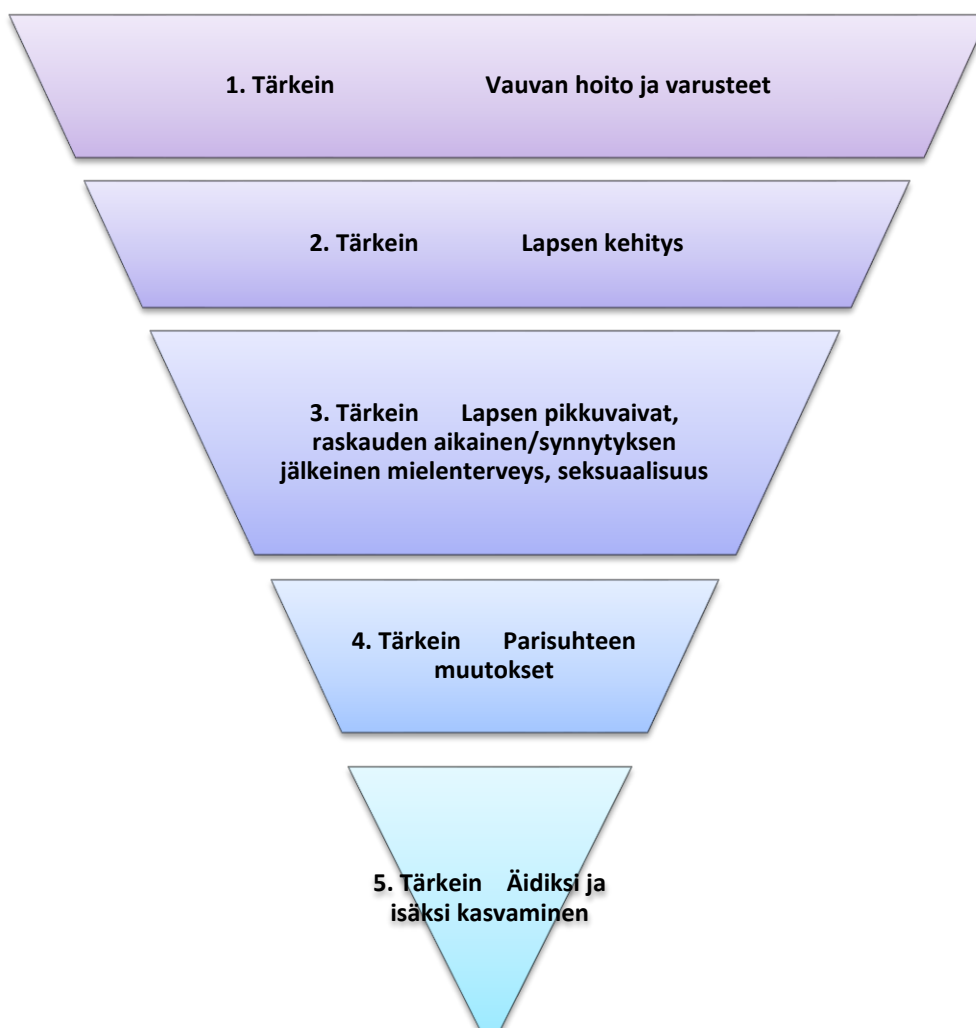 1. Tärkein Vauvan hoito ja varusteet
2. Tärkein Lapsen kehitys
3. Tärkein Lapsen pikkuvaivat,
raskauden aikainen/synnytyksen
jälkeinen mielenterveys, seksuaalisuus
4. Tärkein Parisuhteen
muutokset
5. Tärkein Äidiksi ja
isäksi kasvaminen